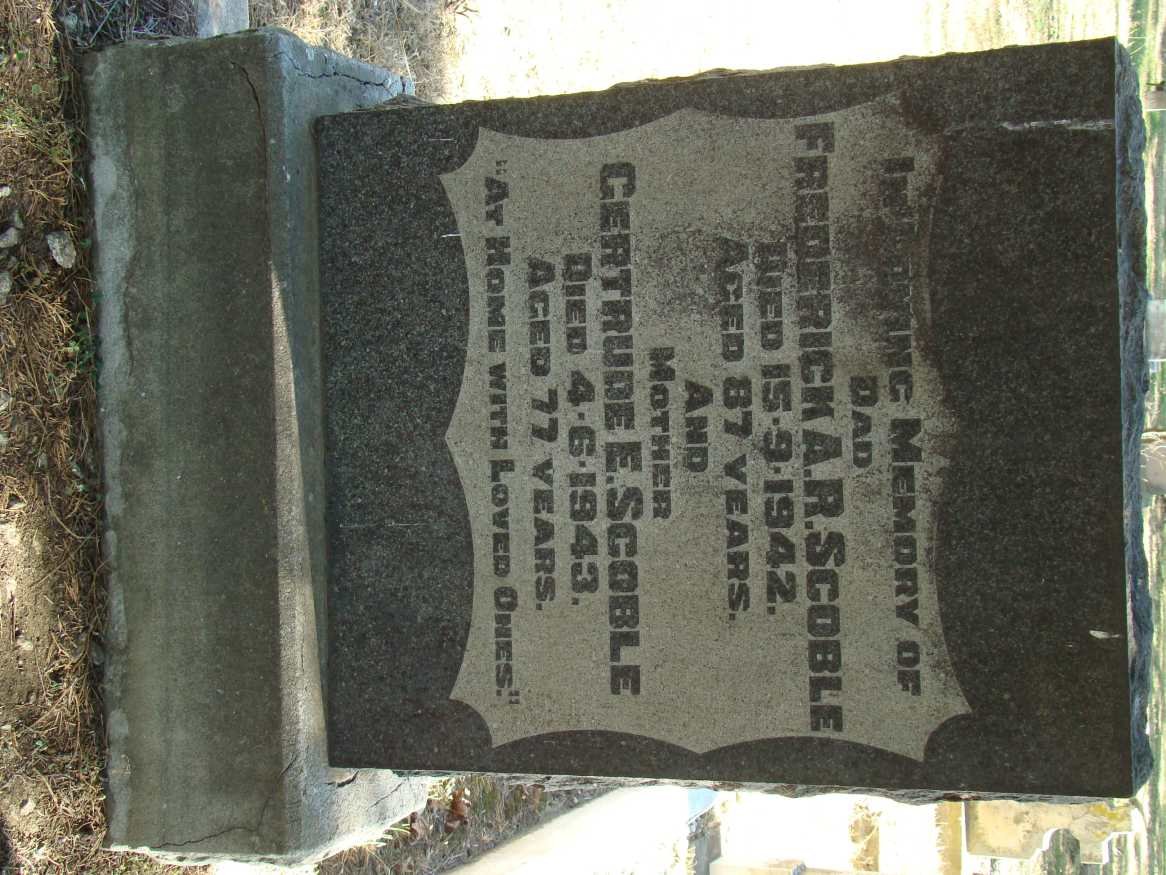 IN LOVING MEMORY OF
DAD
FREDERICK A.R. SCOBLE
DIED 15·9·1942.
AGED 87 YEARS.
AND
MOTHER
GERTRUDE E. SCOBLE
DIED 4·6·1943.
AGED 77 YEARS.
"AT HOME WITH LOVED ONES."